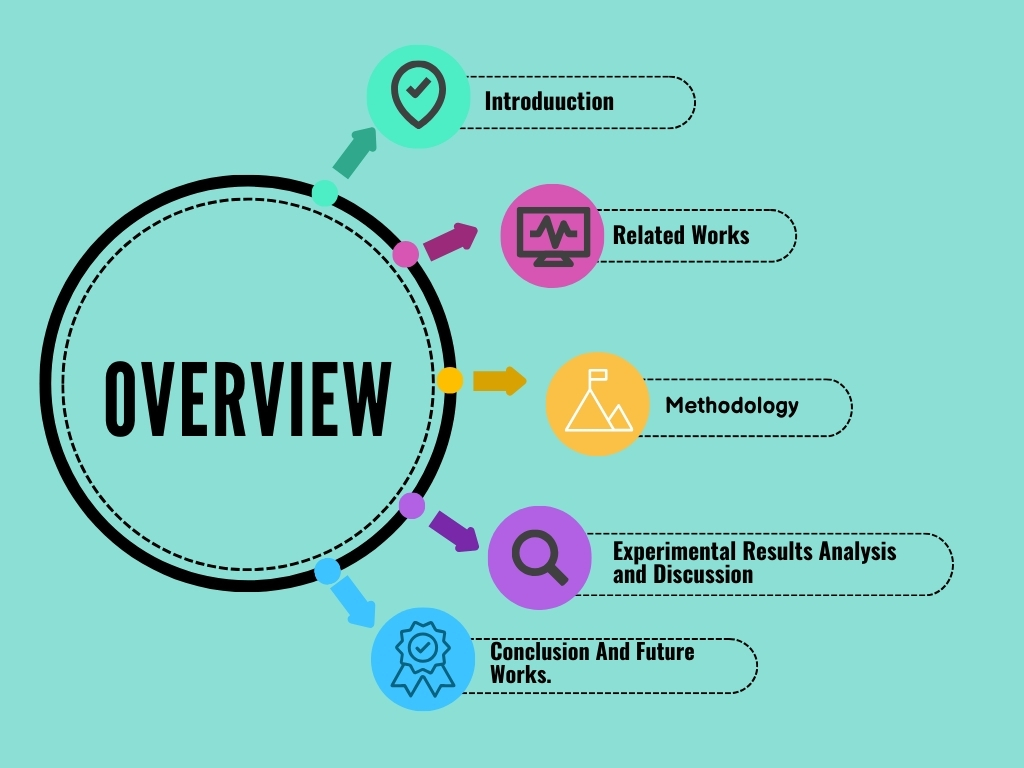 Introduuction
Related Works
OVERVIEW
Methodology
Experimental Results Analysis
and Discussion
Conclusion And Future
Works.